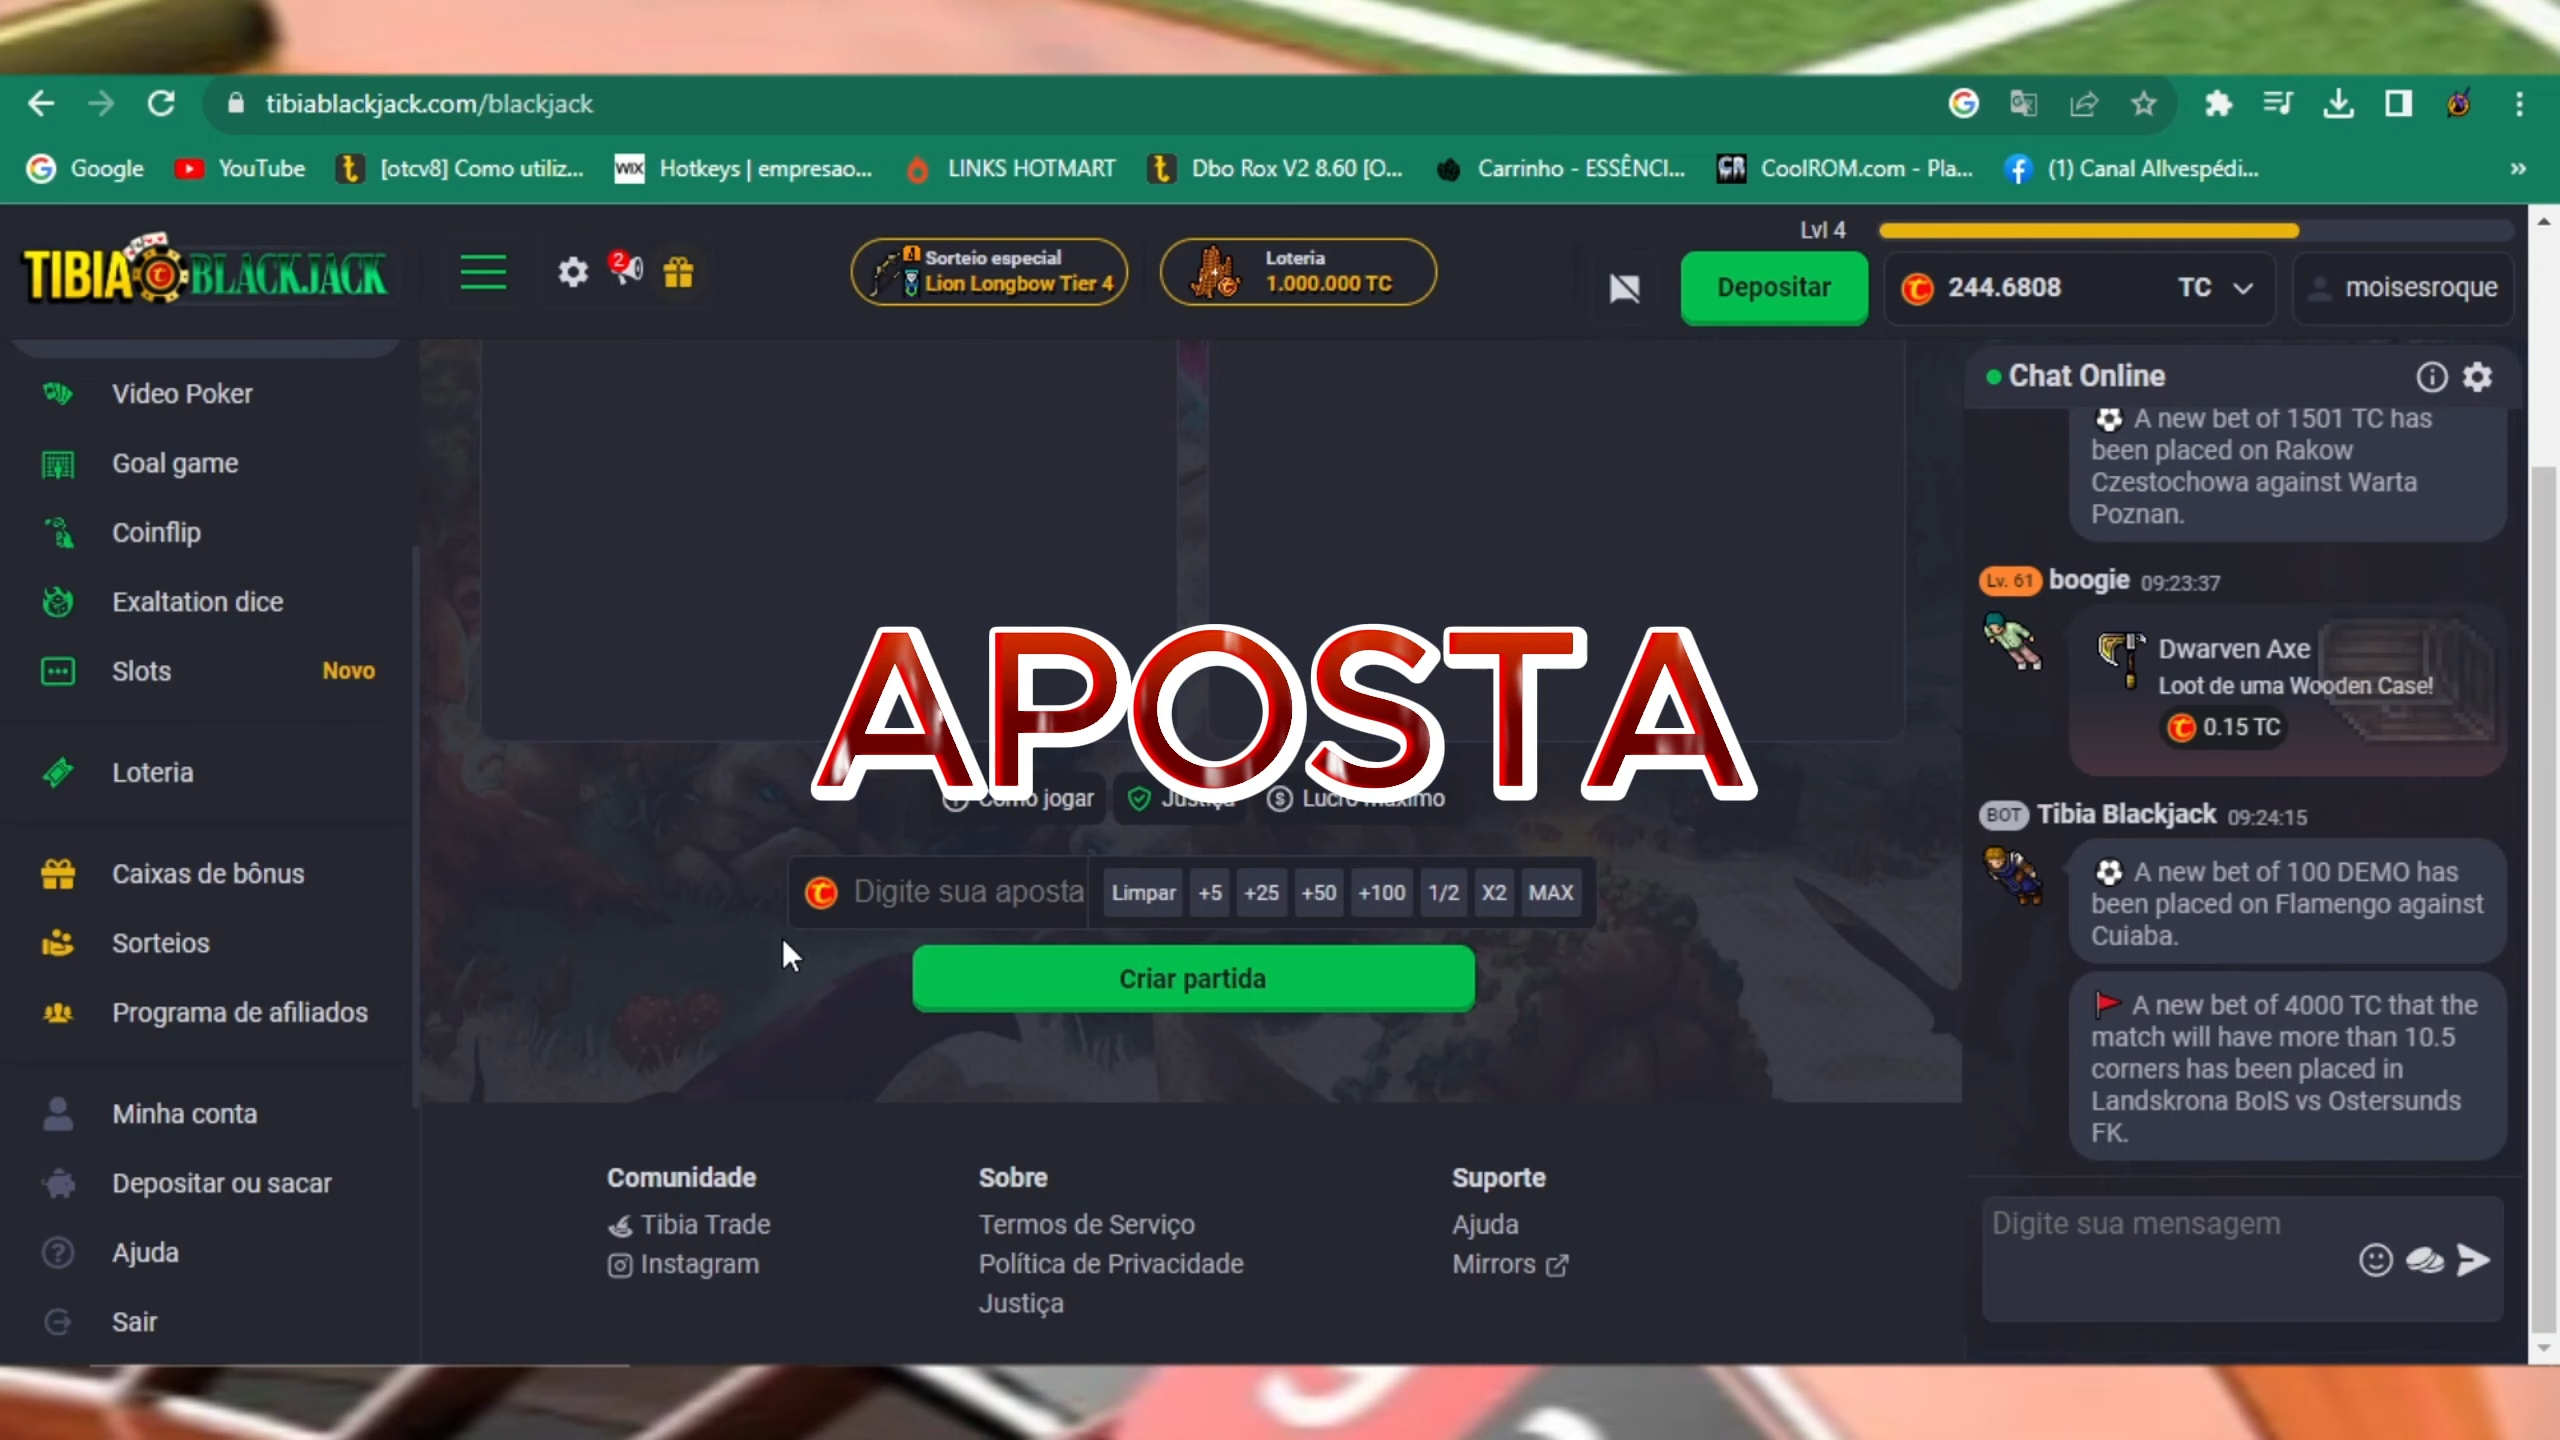 tibiablackjack.com/blackjack
Google
YouTube
[otcv8] Como utiliz...
WIX
Hotkeys | empresao...
LINKS HOTMART
Dbo Rox V2 8.60 [O...
Carrinho - ESSÊNCI...
CoolROM.com - Pla...
(1) Canal Allvespédi...
»
TIBIA BLACKJACK
2
Sorteio especial
Lion Longbow Tier 4
Loteria
1.000.000 TC
Lvl 4
Depositar
244.6808
TC
moisesroque
Video Poker
Goal game
Coinflip
Exaltation dice
Slots
Novo
Loteria
Caixas de bônus
Sorteios
Programa de afiliados
Minha conta
Depositar ou sacar
Ajuda
Sair
APOSTA
Como jogar
Justiça
Lucro máximo
Digite sua aposta
Limpar
+5
+25
+50
+100
1/2
X2
MAX
Criar partida
Comunidade
Tibia Trade
Instagram
Sobre
Termos de Serviço
Política de Privacidade
Justiça
Suporte
Ajuda
Mirrors
Chat Online
A new bet of 1501 TC has
been placed on Rakow
Czestochowa against Warta
Poznan.
Lv. 61 boogie 09:23:37
Dwarven Axe
Loot de uma Wooden Case!
0.15 TC
BOT Tibia Blackjack 09:24:15
A new bet of 100 DEMO has
been placed on Flamengo against
Cuiaba.
A new bet of 4000 TC that the
match will have more than 10.5
corners has been placed in
Landskrona BoIS vs Ostersunds
FK.
Digite sua mensagem